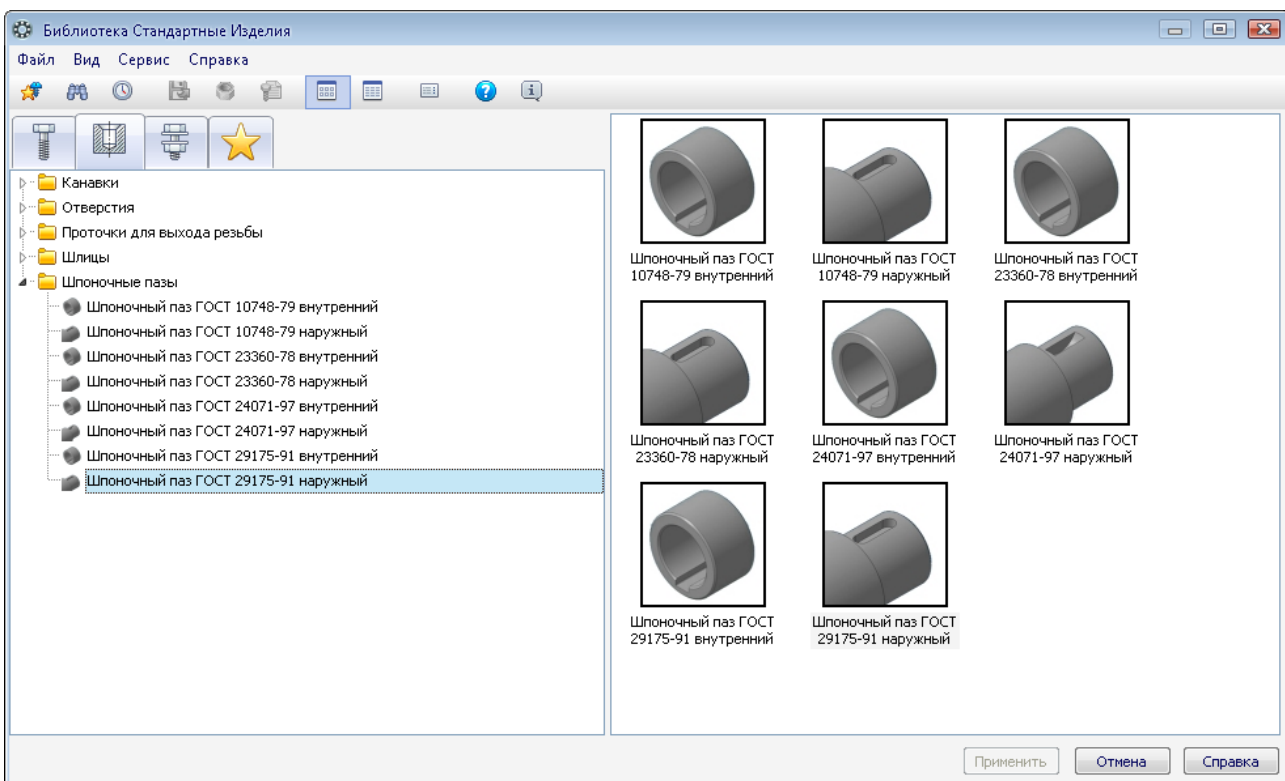 Библиотека Стандартные Изделия
Файл Вид Сервис Справка
Канавки
Отверстия
Проточки для выхода резьбы
Шлицы
Шпоночные пазы
Шпоночный паз ГОСТ 10748-79 внутренний
Шпоночный паз ГОСТ 10748-79 наружный
Шпоночный паз ГОСТ 23360-78 внутренний
Шпоночный паз ГОСТ 23360-78 наружный
Шпоночный паз ГОСТ 24071-97 внутренний
Шпоночный паз ГОСТ 24071-97 наружный
Шпоночный паз ГОСТ 29175-91 внутренний
Шпоночный паз ГОСТ 29175-91 наружный
Шпоночный паз ГОСТ
10748-79 внутренний
Шпоночный паз ГОСТ
10748-79 наружный
Шпоночный паз ГОСТ
23360-78 внутренний
Шпоночный паз ГОСТ
23360-78 наружный
Шпоночный паз ГОСТ
24071-97 внутренний
Шпоночный паз ГОСТ
24071-97 наружный
Шпоночный паз ГОСТ
29175-91 внутренний
Шпоночный паз ГОСТ
29175-91 наружный
Применить Отмена Справка